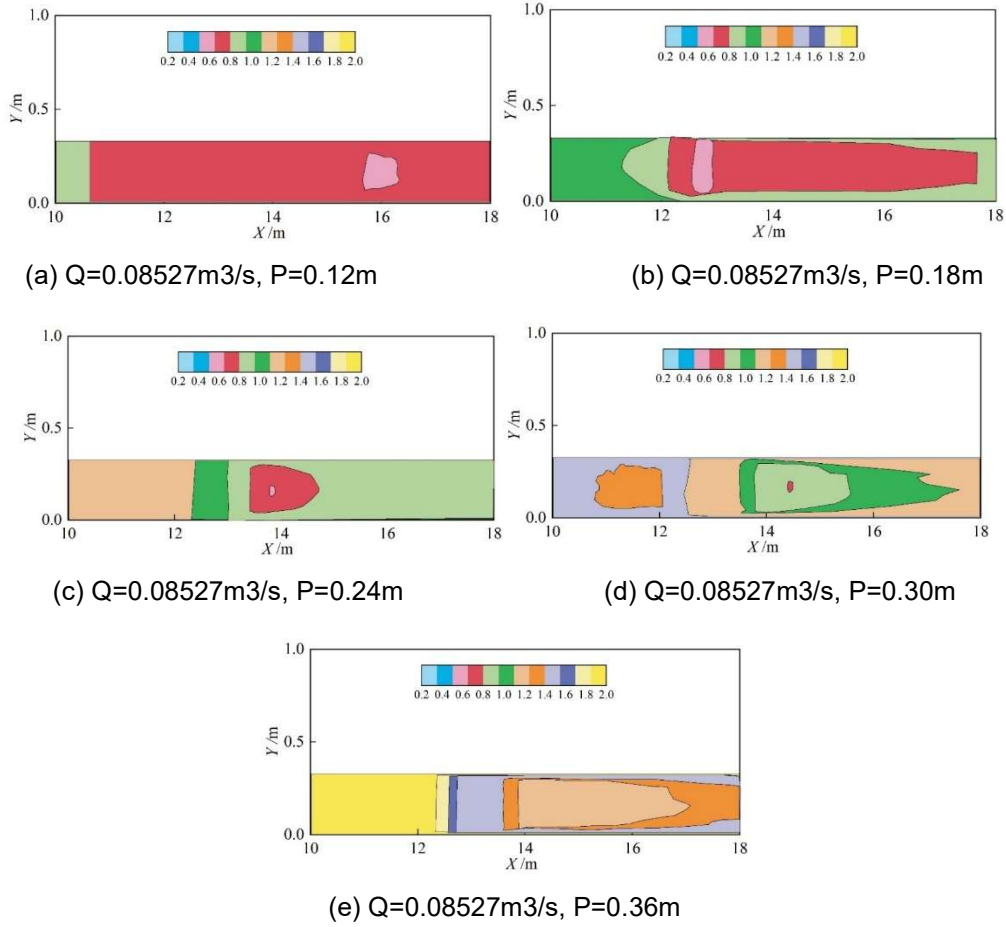 1.0
0.2 0.4 0.6 0.8 1.0 1.2 1.4 1.6 1.8 2.0
Y /m
0.5
0.0
10 12 14 16 18
X /m
(a) Q=0.08527m3/s, P=0.12m
1.0
0.2 0.4 0.6 0.8 1.0 1.2 1.4 1.6 1.8 2.0
Y /m
0.5
0.0
10 12 14 16 18
X /m
(b) Q=0.08527m3/s, P=0.18m
1.0
0.2 0.4 0.6 0.8 1.0 1.2 1.4 1.6 1.8 2.0
Y /m
0.5
0.0
10 12 14 16 18
X /m
(c) Q=0.08527m3/s, P=0.24m
1.0
0.2 0.4 0.6 0.8 1.0 1.2 1.4 1.6 1.8 2.0
Y /m
0.5
0.0
10 12 14 16 18
X /m
(d) Q=0.08527m3/s, P=0.30m
1.0
0.2 0.4 0.6 0.8 1.0 1.2 1.4 1.6 1.8 2.0
Y /m
0.5
0.0
10 12 14 16 18
X /m
(e) Q=0.08527m3/s, P=0.36m